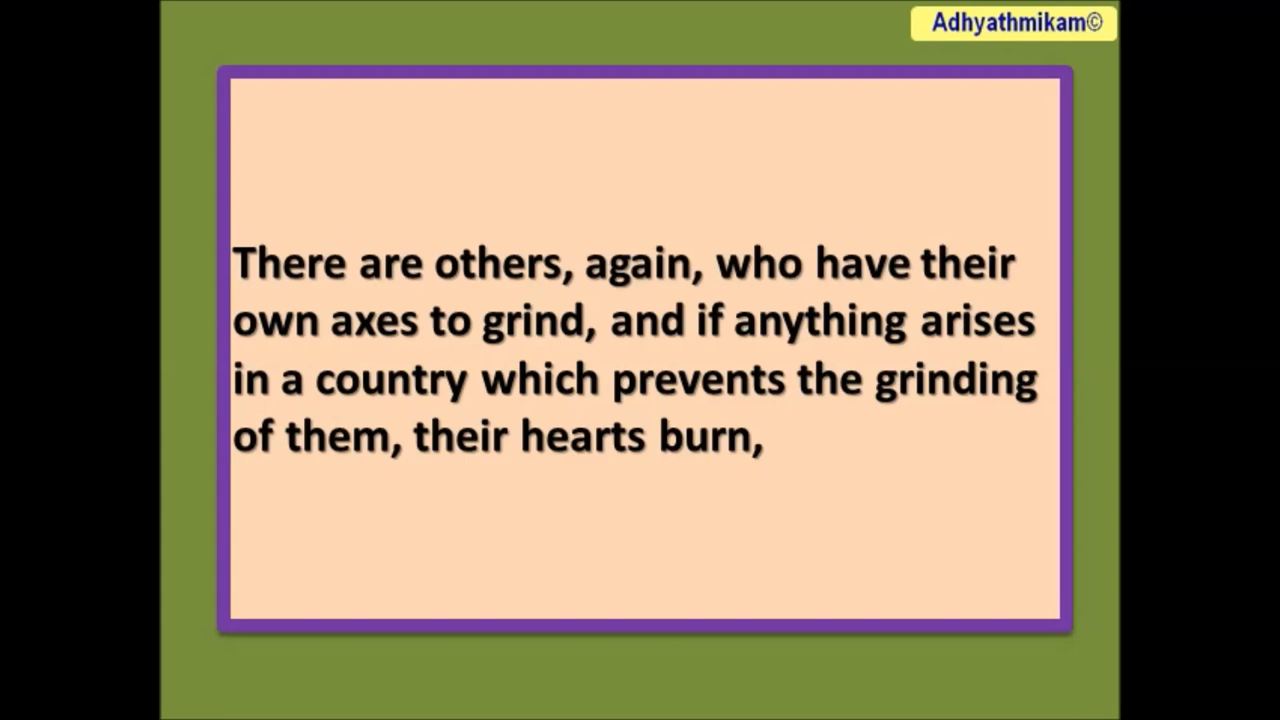 Adhyathmikam©
There are others, again, who have their
own axes to grind, and if anything arises
in a country which prevents the grinding
of them, their hearts burn,